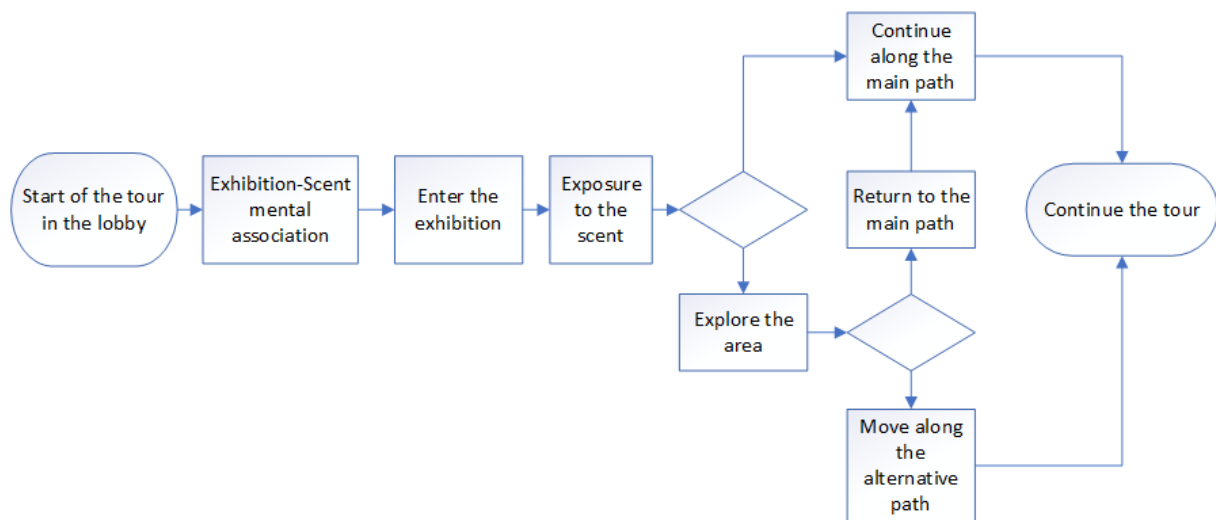 Start of the tour
in the lobby
Exhibition-Scent
mental
association
Enter the
exhibition
Exposure
to the
scent
Continue
along the
main path
Return to the
main path
Explore the
area
Move along
the
alternative
path
Continue the tour